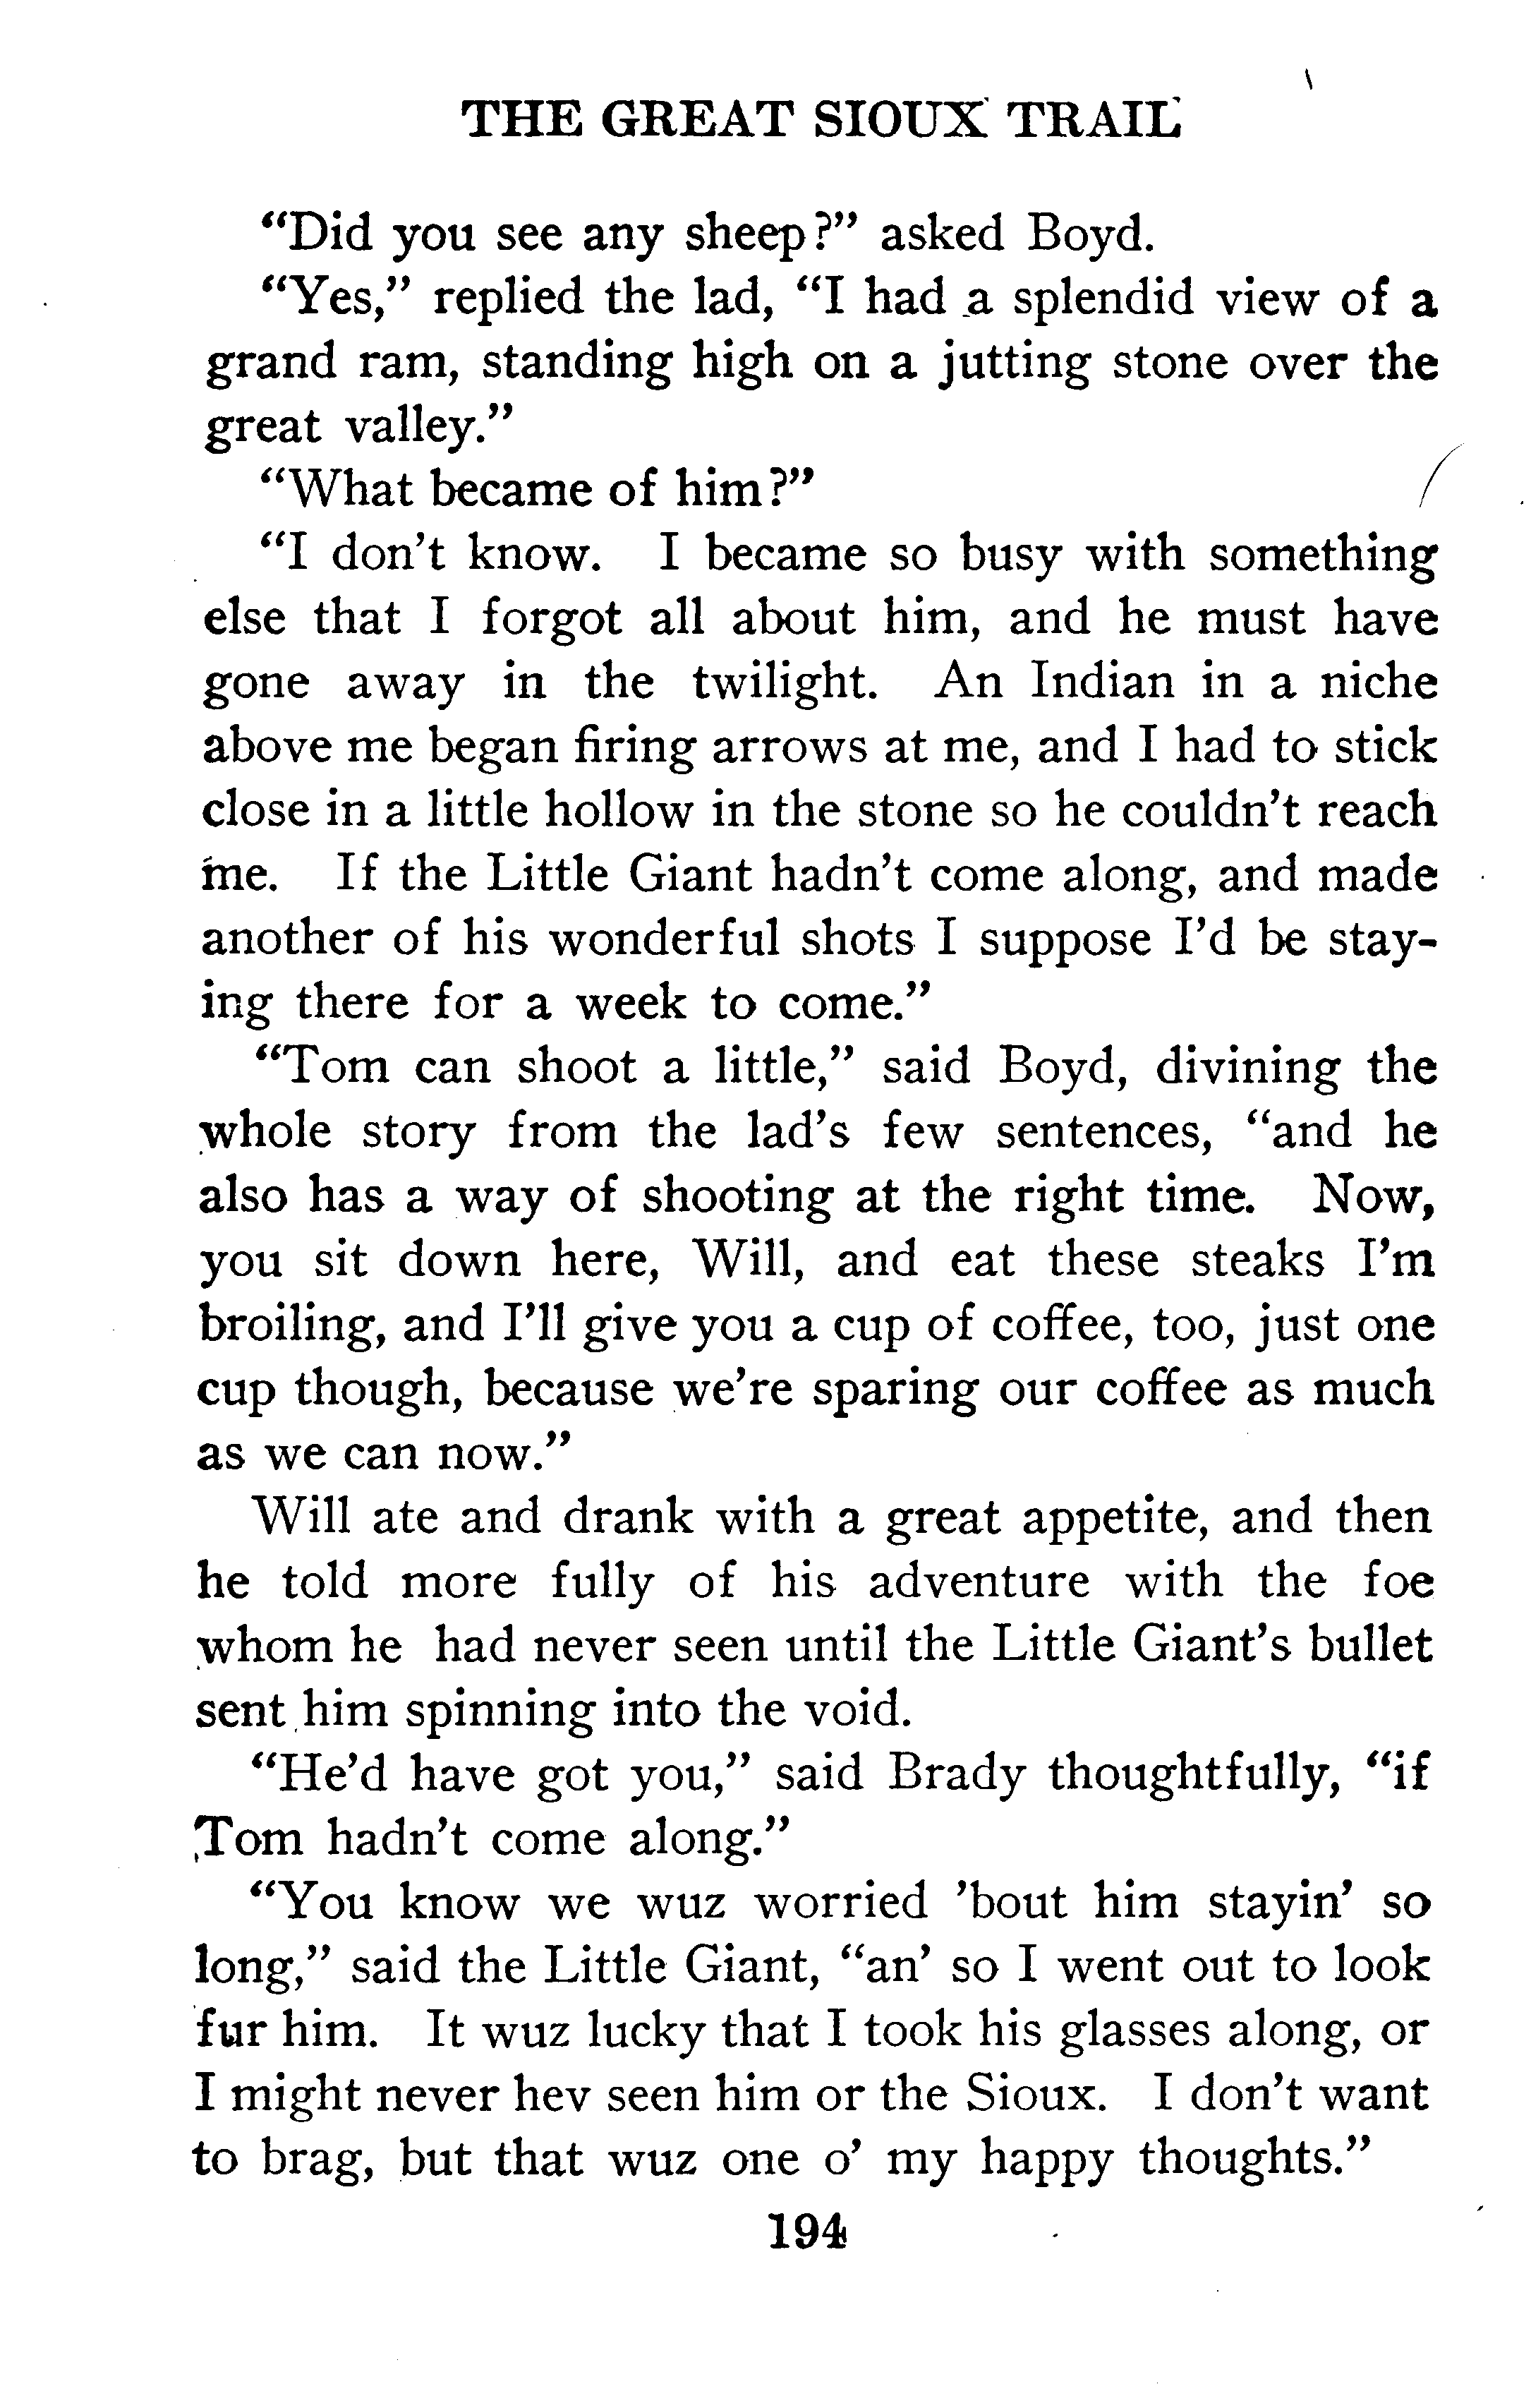 THE GREAT SIOUX TRAIL
“Did you see any sheep?” asked Boyd.
“Yes,” replied the lad, “I had a splendid view of a
grand ram, standing high on a jutting stone over the
great valley.”
“What became of him?”
“I don’t know. I became so busy with something
else that I forgot all about him, and he must have
gone away in the twilight. An Indian in a niche
above me began firing arrows at me, and I had to stick
close in a little hollow in the stone so he couldn’t reach
me. If the Little Giant hadn’t come along, and made
another of his wonderful shots I suppose I’d be stay-
ing there for a week to come.”
“Tom can shoot a little,” said Boyd, divining the
whole story from the lad’s few sentences, “and he
also has a way of shooting at the right time. Now,
you sit down here, Will, and eat these steaks I’m
broiling, and I’ll give you a cup of coffee, too, just one
cup though, because we’re sparing our coffee as much
as we can now.”
Will ate and drank with a great appetite, and then
he told more fully of his adventure with the foe
whom he had never seen until the Little Giant’s bullet
sent him spinning into the void.
“He’d have got you,” said Brady thoughtfully, “if
Tom hadn’t come along.”
“You know we wuz worried ’bout him stayin’ so
long,” said the Little Giant, “an’ so I went out to look
fur him. It wuz lucky that I took his glasses along, or
I might never hev seen him or the Sioux. I don’t want
to brag, but that wuz one o’ my happy thoughts.”
194